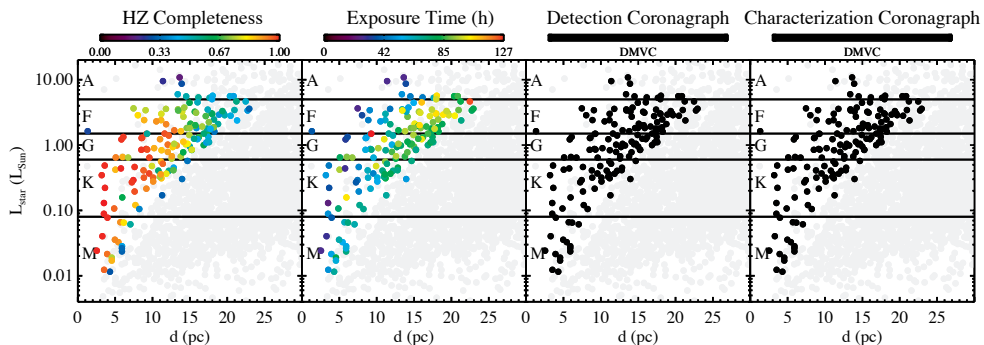 HZ Completeness Exposure Time (h) Detection Coronagraph Characterization Coronagraph
0.00 0.33 0.67 1.00 0 42 85 127 DMVC DMVC
10.00 A A A A
F F F F
1.00 G G G G
K K K K
0.10
M M M M
0.01
L_star (L_Sun)
0 5 10 15 20 25 0 5 10 15 20 25 0 5 10 15 20 25 0 5 10 15 20 25
d (pc) d (pc) d (pc) d (pc)